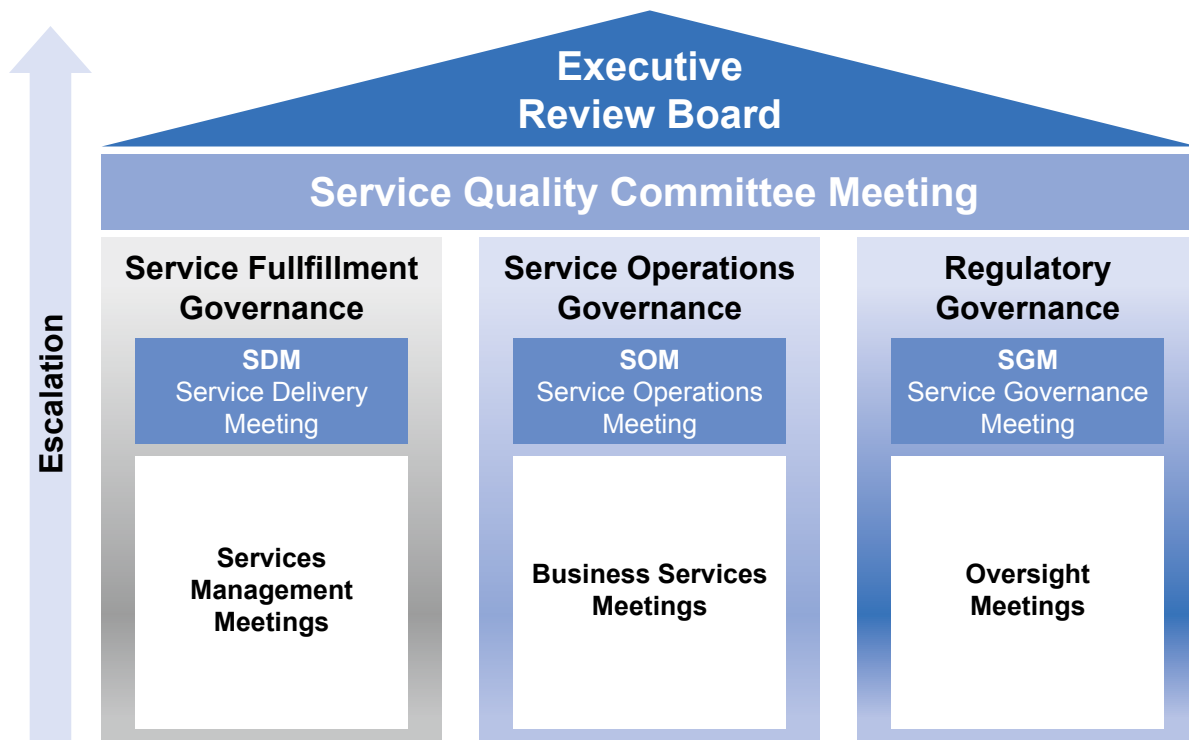 Executive
Review Board
Service Quality Committee Meeting
Escalation
Service Fullfillment
Governance
SDM
Service Delivery
Meeting
Services
Management
Meetings
Service Operations
Governance
SOM
Service Operations
Meeting
Business Services
Meetings
Regulatory
Governance
SGM
Service Governance
Meeting
Oversight
Meetings